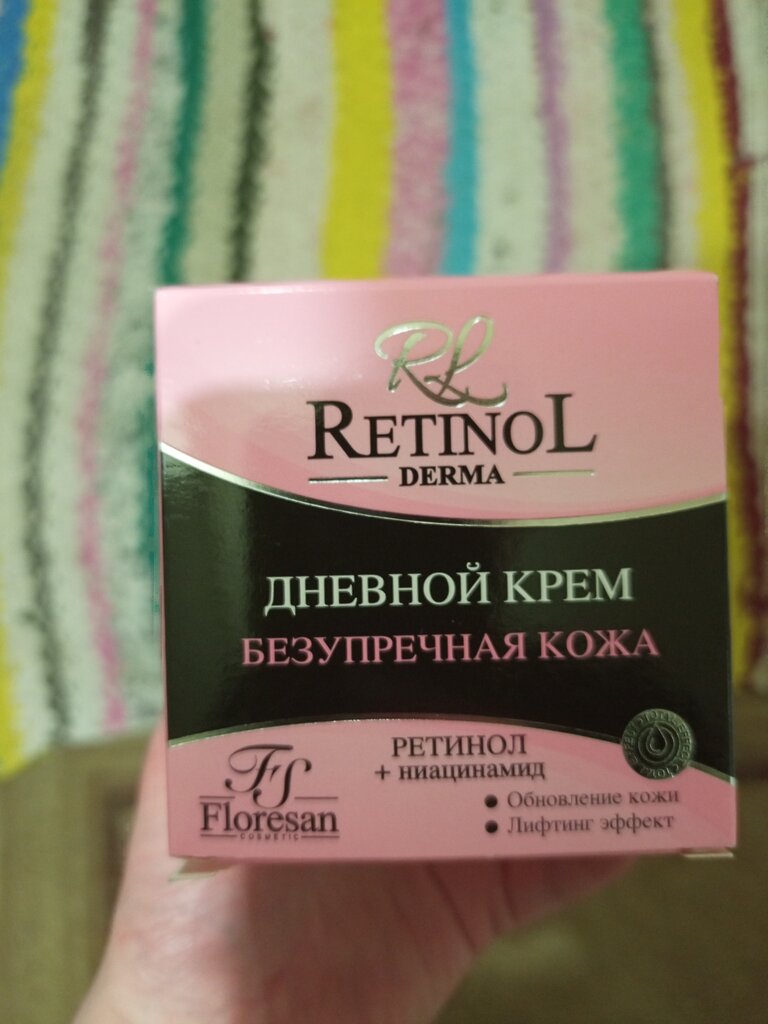 RL
RETINOL
DERMA
ДНЕВНОЙ КРЕМ
БЕЗУПРЕЧНАЯ КОЖА
РЕТИНОЛ
+ ниацинамид
• Обновление кожи
• Лифтинг эффект
FS
Floresan
COSMETIC